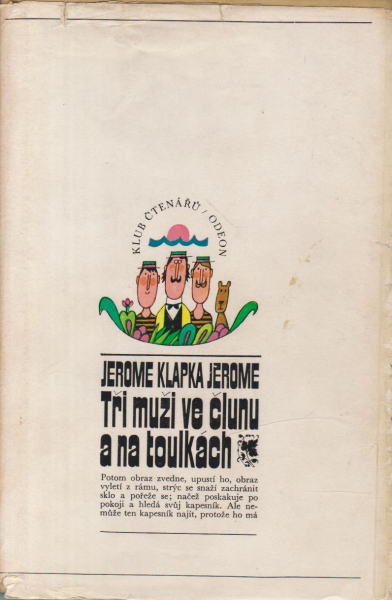 KLUB ČTENÁŘŮ / ODEON
JEROME KLAPKA JEROME
Tři muži ve člunu
a na toulkách
Potom obraz zvedne, upustí ho, obraz
vyletí z rámu, strýc se snaží zachránit
sklo a pořeže se; načež poskakuje po
pokoji a hledá svůj kapesník. Ale ne-
může ten kapesník najít, protože ho má